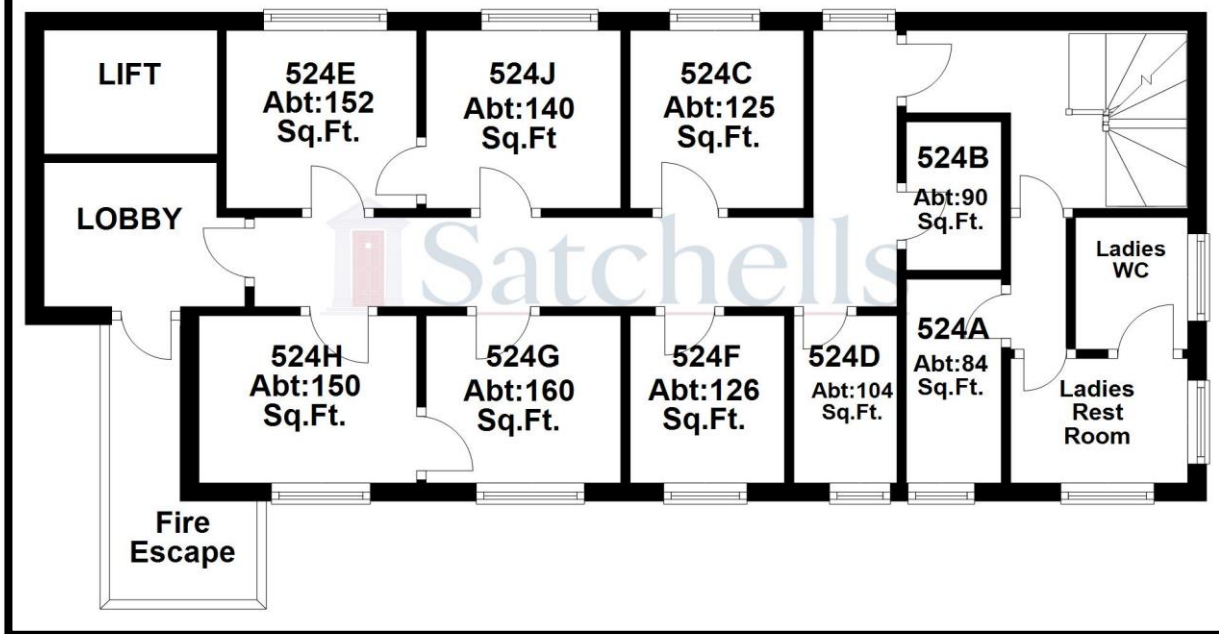 LIFT
524E
Abt:152
Sq.Ft.
524J
Abt:140
Sq.Ft
524C
Abt:125
Sq.Ft.
N
524B
Abt:90
Sq.Ft.
LOBBY
Satchells
Ladies
WC
524H
Abt:150
Sq.Ft.
524G
Abt:160
Sq.Ft.
524F
Abt:126
Sq.Ft.
524D
Abt:104
Sq.Ft.
524A
Abt:84
Sq.Ft.
Ladies
Rest
Room
Fire
Escape